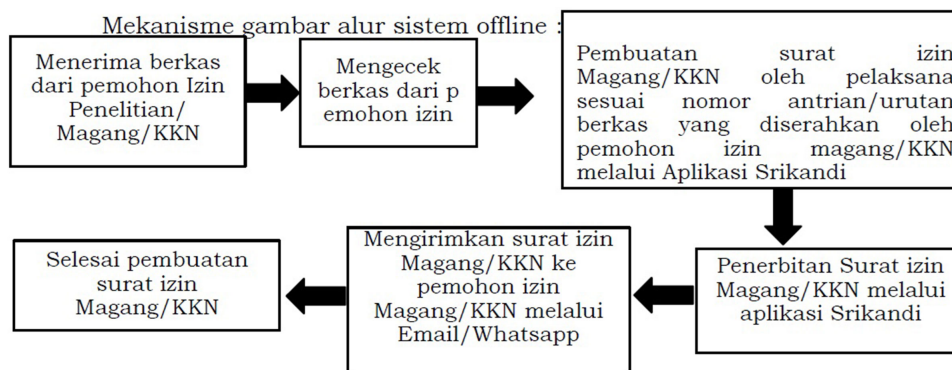 Mekanisme gambar alur sistem offline :
Menerima berkas
dari pemohon Izin
Penelitian/
Magang/KKN
Mengecek
berkas dari p
emohon izin
Pembuatan surat izin
Magang/KKN oleh pelaksana
sesuai nomor antrian/urutan
berkas yang diserahkan oleh
pemohon izin magang/KKN
melalui Aplikasi Srikandi
Penerbitan Surat izin
Magang/KKN melalui
aplikasi Srikandi
Mengirimkan surat izin
Magang/KKN ke
pemohon izin
Magang/KKN melalui
Email/Whatsapp
Selesai pembuatan
surat izin
Magang/KKN